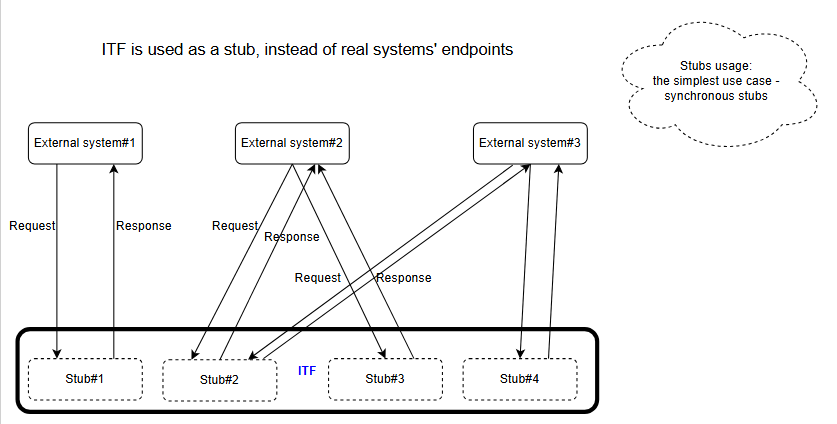 ITF is used as a stub, instead of real systems' endpoints
Stubs usage:
the simplest use case -
synchronous stubs
External system#1
External system#2
External system#3
Request
Response
Request
Response
Request
Response
ITF
Stub#1
Stub#2
Stub#3
Stub#4